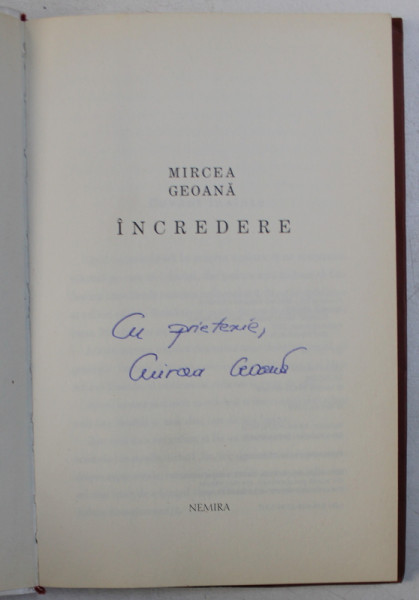 MIRCEA
GEOANĂ
ÎNCREDERE
Cu prietenie,
Mircea Geoană
NEMIRA